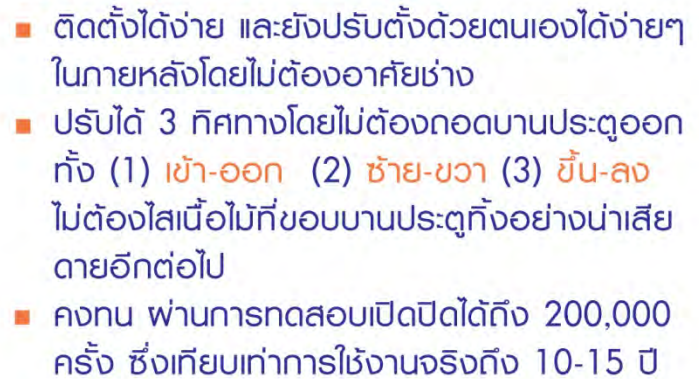 ▪ ติดตั้งได้ง่าย และยังปรับตั้งด้วยตนเองได้ง่ายๆ
ในภายหลังโดยไม่ต้องอาศัยช่าง
▪ ปรับได้ 3 ทิศทางโดยไม่ต้องถอดบานประตูออก
ทั้ง (1) เข้า-ออก (2) ซ้าย-ขวา (3) ขึ้น-ลง
ไม่ต้องไสเนื้อไม้ที่ขอบบานประตูทิ้งอย่างน่าเสีย
ดายอีกต่อไป
▪ คงทน ผ่านการทดสอบเปิดปิดได้ถึง 200,000
ครั้ง ซึ่งเทียบเท่าการใช้งานจริงถึง 10-15 ปี